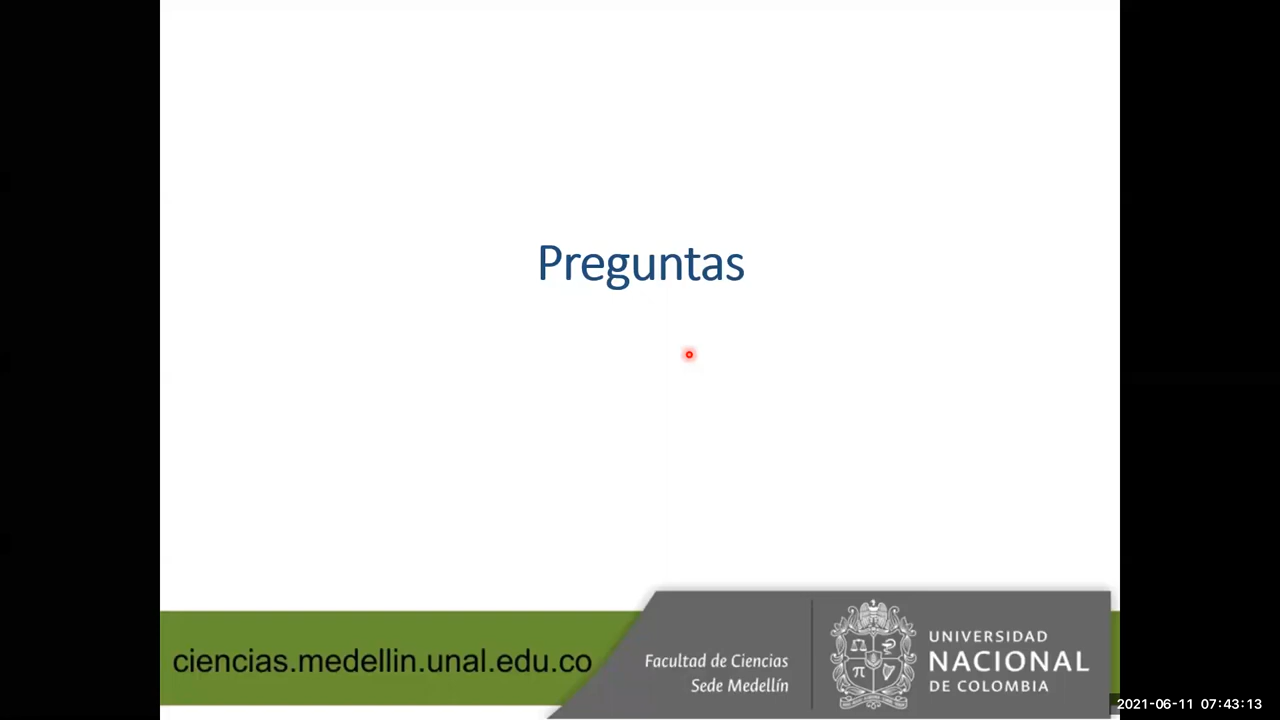 Preguntas
ciencias.medellin.unal.edu.co
Facultad de Ciencias
Sede Medellín
UNIVERSIDAD
NACIONAL
DE COLOMBIA
2021-06-11 07:43:13